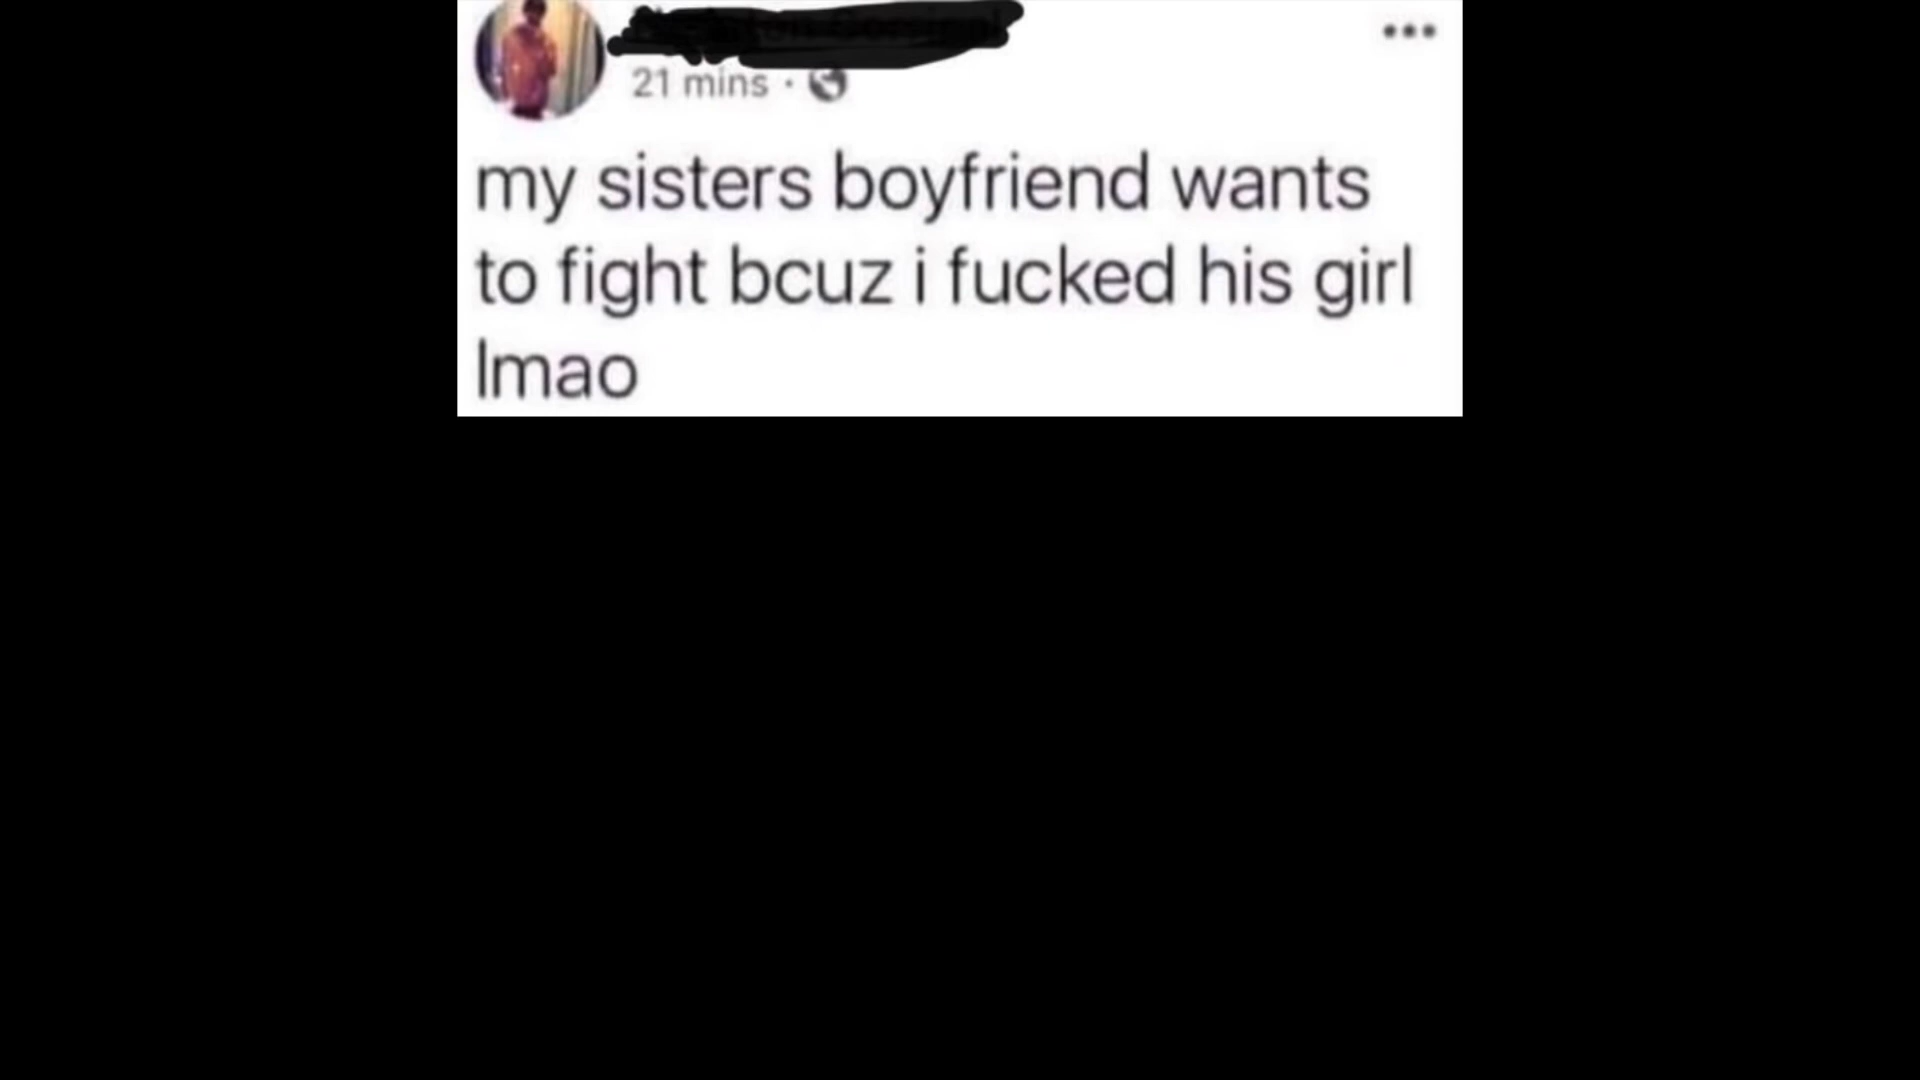 21 mins ·
my sisters boyfriend wants
to fight bcuz i fucked his girl
lmao